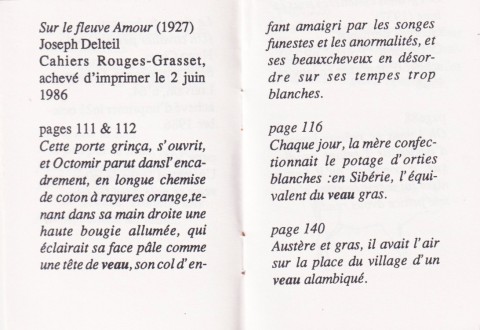 Sur le fleuve Amour (1927)
Joseph Delteil
Cahiers Rouges-Grasset,
achevé d'imprimer le 2 juin
1986
pages 111 & 112
Cette porte grinça, s'ouvrit,
et Octomir parut dansl'enca-
drement, en longue chemise
de coton à rayures orange,te-
nant dans sa main droite une
haute bougie allumée, qui
éclairait sa face pâle comme
une tête de veau, son col d'en-
fant amaigri par les songes
funestes et les anormalités, et
ses beauxcheveux en désor-
dre sur ses tempes trop
blanches.
page 116
Chaque jour, la mère confec-
tionnait le potage d'orties
blanches :en Sibérie, l'équi-
valent du veau gras.
page 140
Austère et gras, il avait l'air
sur la place du village d'un
veau alambiqué.